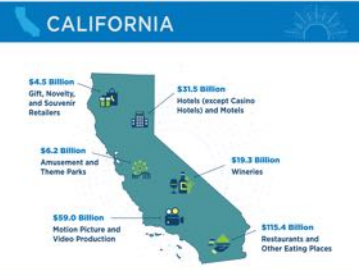 CALIFORNIA
$4.5 Billion
Gift, Novelty,
and Souvenir
Retailers
$31.5 Billion
Hotels (except Casino
Hotels) and Motels
$6.2 Billion
Amusement and
Theme Parks
$19.3 Billion
Wineries
$59.0 Billion
Motion Picture and
Video Production
$115.4 Billion
Restaurants and
Other Eating Places